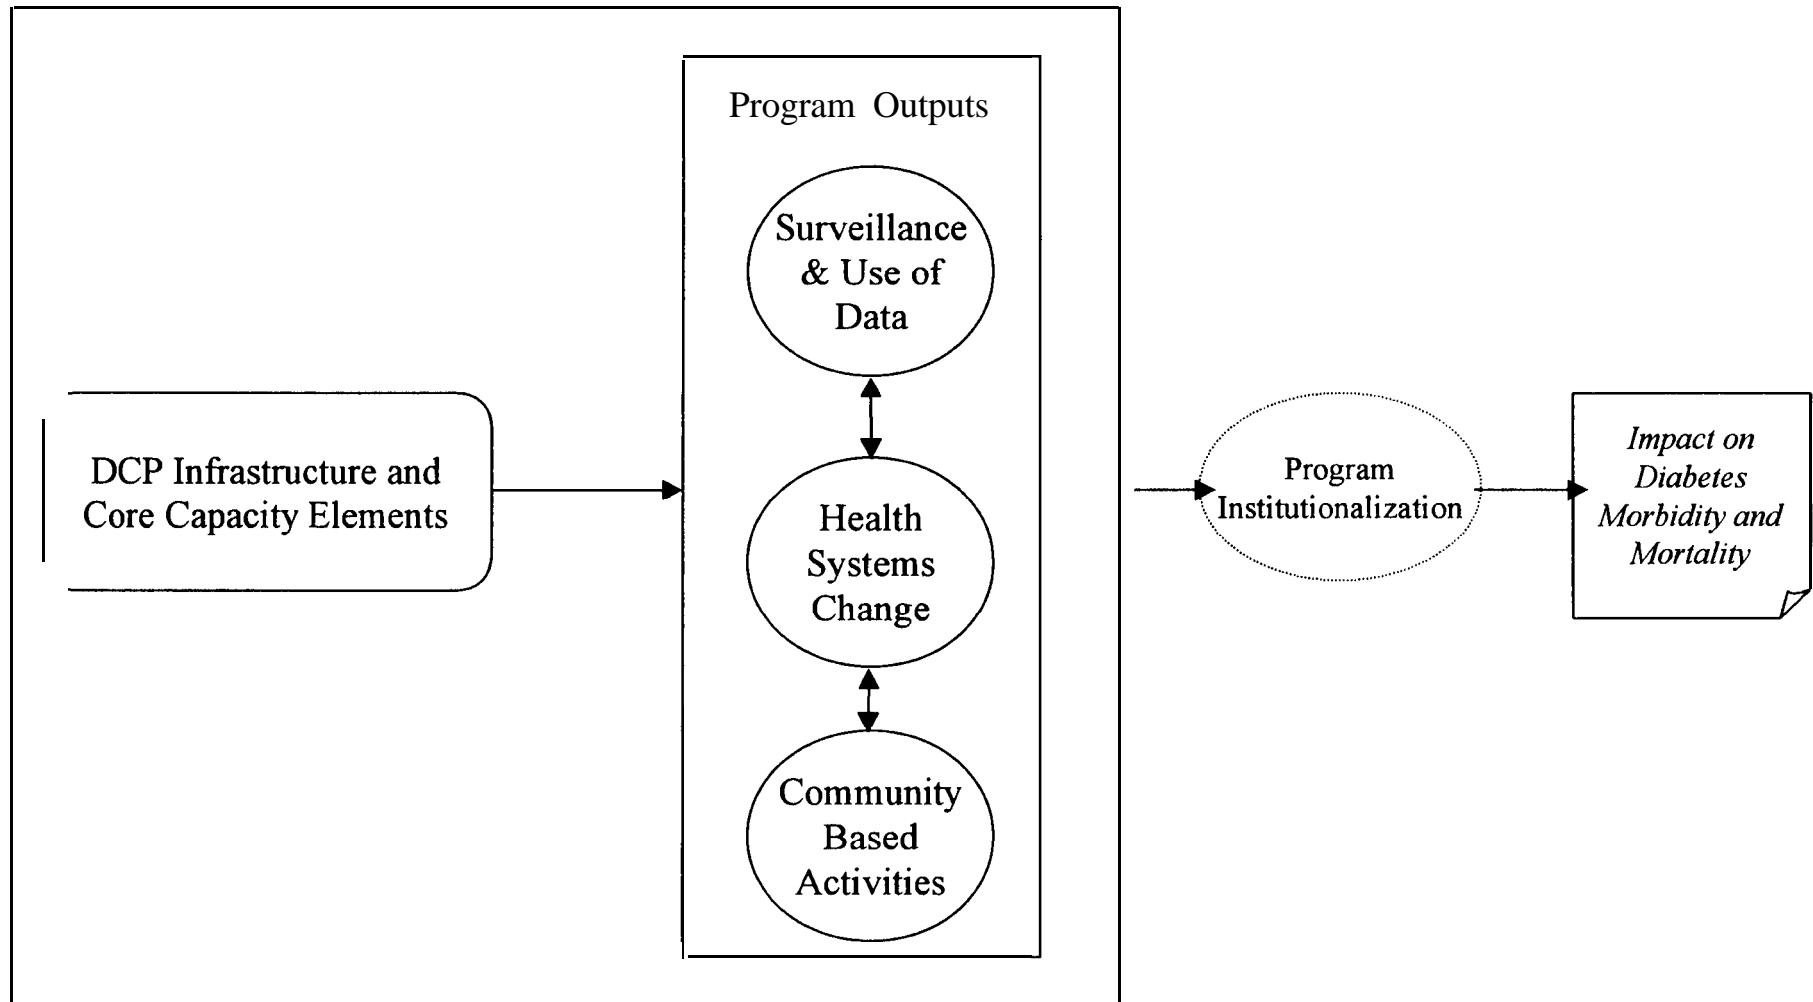 Program Outputs
Surveillance
& Use of
Data
DCP Infrastructure and
Core Capacity Elements
Health
Systems
Change
Community
Based
Activities
Program
Institutionalization
Impact on
Diabetes
Morbidity and
Mortality